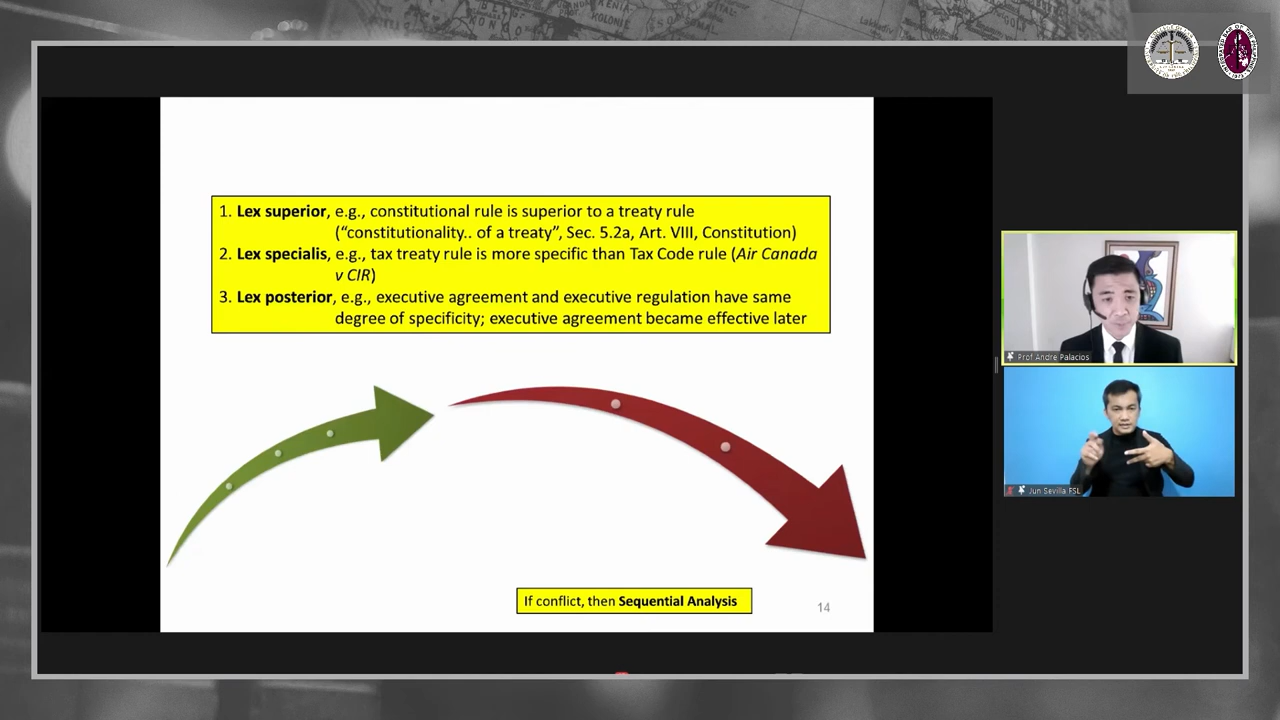 1. Lex superior, e.g., constitutional rule is superior to a treaty rule
("constitutionality.. of a treaty", Sec. 5.2a, Art. VIII, Constitution)
2. Lex specialis, e.g., tax treaty rule is more specific than Tax Code rule (Air Canada
v CIR)
3. Lex posterior, e.g., executive agreement and executive regulation have same
degree of specificity; executive agreement became effective later
If conflict, then Sequential Analysis
14
Prof Andre Palacios
Jun Sevilla FSL
KOLONIE